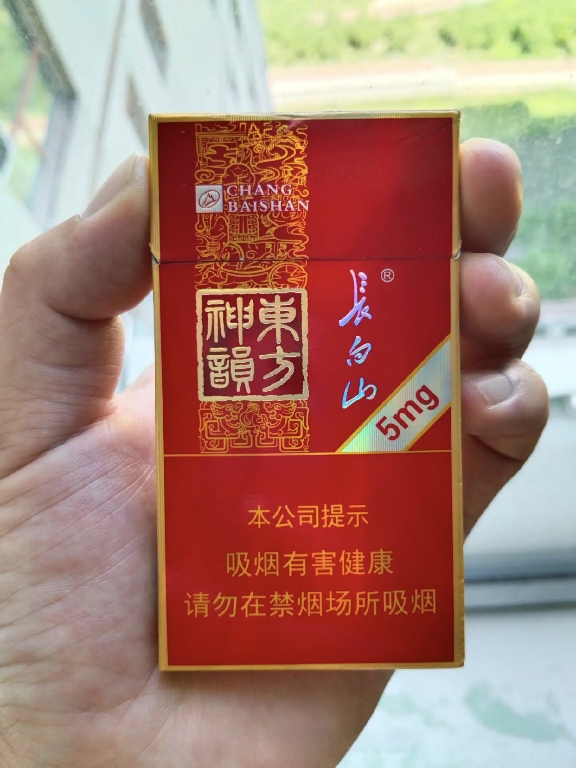 CHANG
BAISHAN
東方
神韻
長白山®
5mg
本公司提示
吸烟有害健康
请勿在禁烟场所吸烟